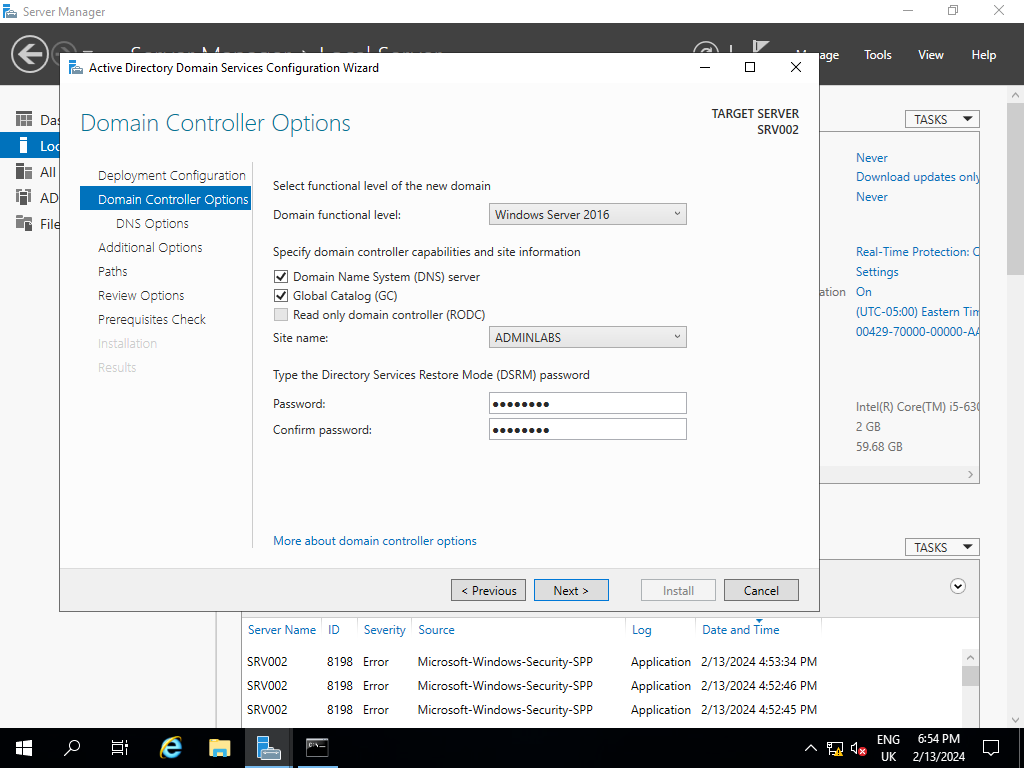 Server Manager
Manage Tools View Help
Active Directory Domain Services Configuration Wizard
Domain Controller Options
TARGET SERVER
SRV002
TASKS
Deployment Configuration
Domain Controller Options
DNS Options
Additional Options
Paths
Review Options
Prerequisites Check
Installation
Results
Select functional level of the new domain
Domain functional level: Windows Server 2016
Specify domain controller capabilities and site information
Domain Name System (DNS) server
Global Catalog (GC)
Read only domain controller (RODC)
Site name: ADMINLABS
Type the Directory Services Restore Mode (DSRM) password
Password: ●●●●●●●●
Confirm password: ●●●●●●●●
More about domain controller options
< Previous Next > Install Cancel
Das
Loc
All
AD
File
Never
Download updates only
Never
Real-Time Protection: O
Settings
ation On
(UTC-05:00) Eastern Tim
00429-70000-00000-AA
Intel(R) Core(TM) i5-630
2 GB
59.68 GB
TASKS
Server Name ID Severity Source Log Date and Time
SRV002 8198 Error Microsoft-Windows-Security-SPP Application 2/13/2024 4:53:34 PM
SRV002 8198 Error Microsoft-Windows-Security-SPP Application 2/13/2024 4:52:46 PM
SRV002 8198 Error Microsoft-Windows-Security-SPP Application 2/13/2024 4:52:45 PM
ENG
UK
6:54 PM
2/13/2024